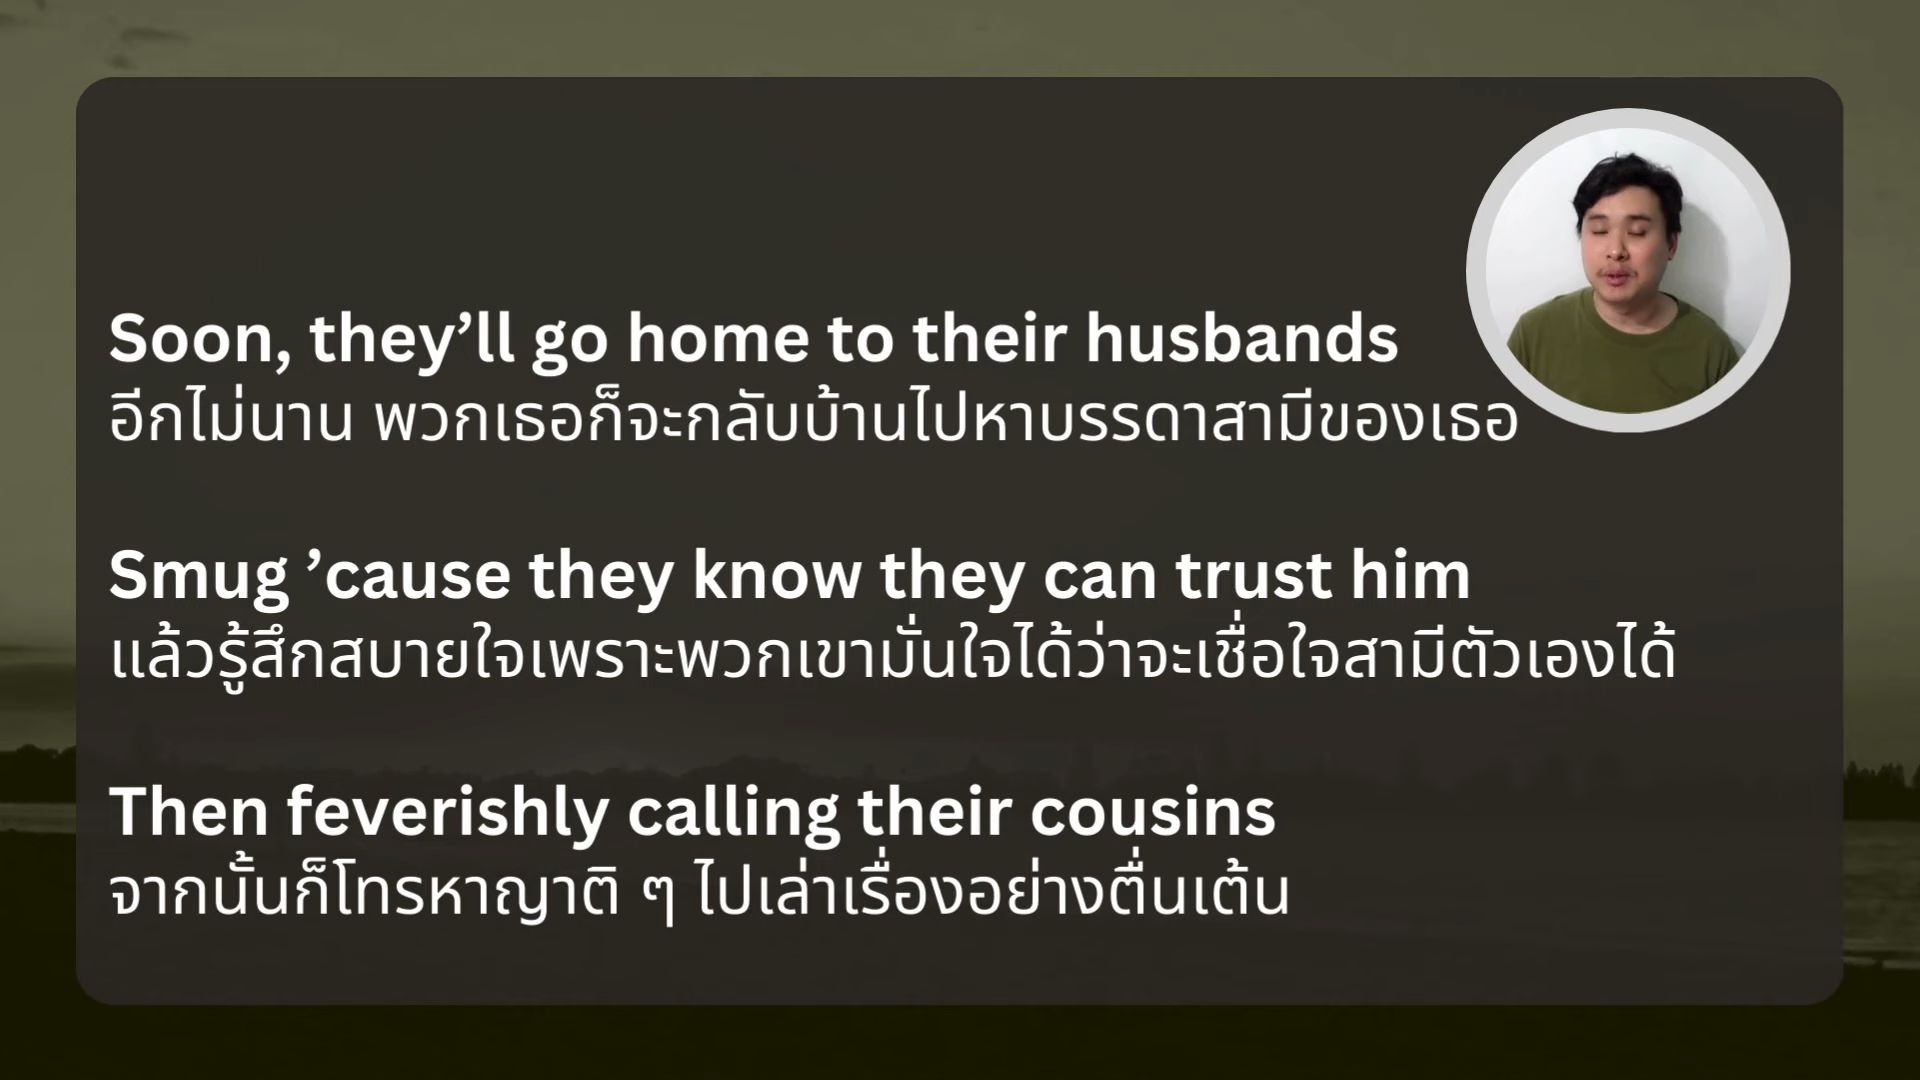 Soon, they’ll go home to their husbands
อีกไม่นาน พวกเธอก็จะกลับบ้านไปหาบรรดาสามีของเธอ
Smug ’cause they know they can trust him
แล้วรู้สึกสบายใจเพราะพวกเขามั่นใจได้ว่าจะเชื่อใจสามีตัวเองได้
Then feverishly calling their cousins
จากนั้นก็โทรหาญาติ ๆ ไปเล่าเรื่องอย่างตื่นเต้น